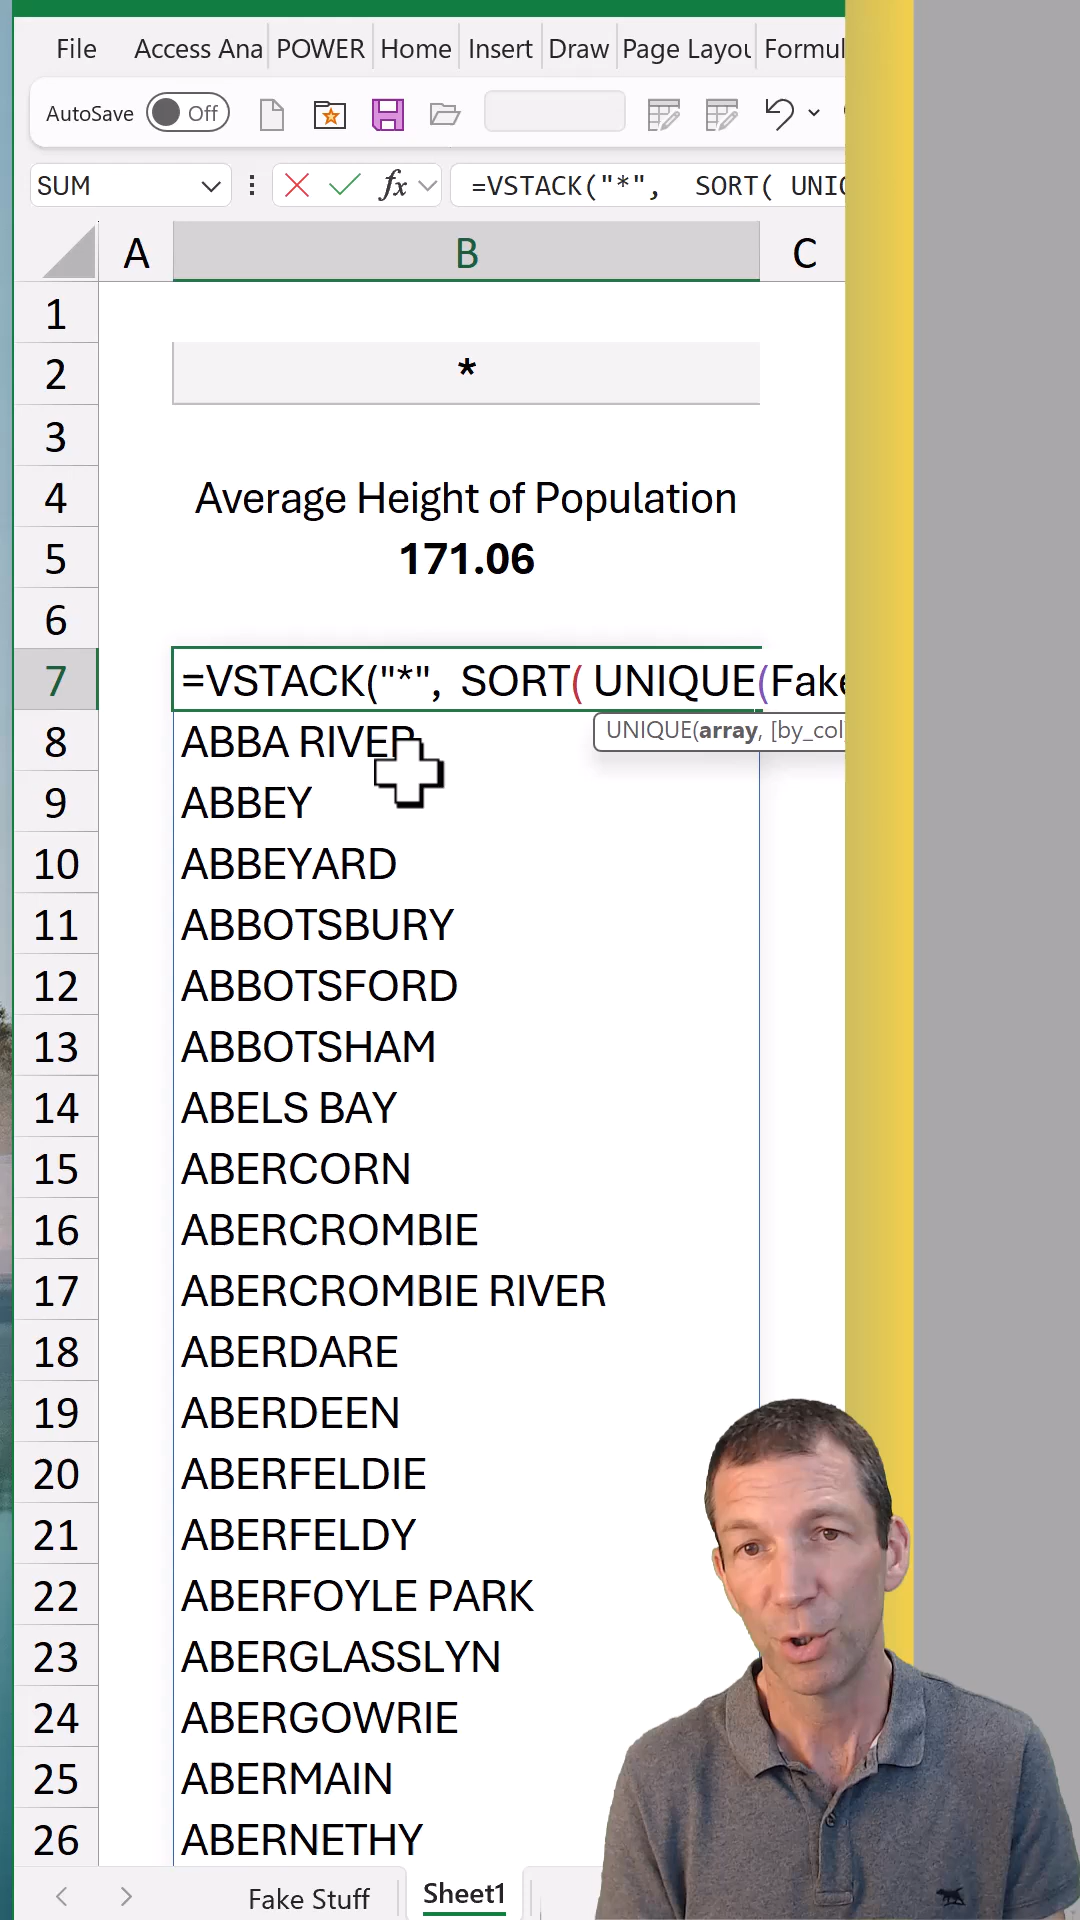 File Access Ana POWER Home Insert Draw Page Layou Formul
AutoSave Off
SUM fx =VSTACK("*", SORT( UNIQ
A B C
1
2 *
3
4 Average Height of Population
5 171.06
6
7 =VSTACK("*", SORT( UNIQUE(Fake
UNIQUE(array, [by_col
8 ABBA RIVER
9 ABBEY
10 ABBEYARD
11 ABBOTSBURY
12 ABBOTSFORD
13 ABBOTSHAM
14 ABELS BAY
15 ABERCORN
16 ABERCROMBIE
17 ABERCROMBIE RIVER
18 ABERDARE
19 ABERDEEN
20 ABERFELDIE
21 ABERFELDY
22 ABERFOYLE PARK
23 ABERGLASSLYN
24 ABERGOWRIE
25 ABERMAIN
26 ABERNETHY
Fake Stuff Sheet1